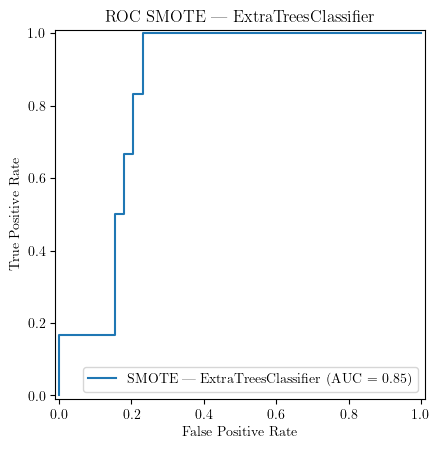 ROC SMOTE — ExtraTreesClassifier
1.0
0.8
0.6
0.4
0.2
0.0
True Positive Rate
SMOTE — ExtraTreesClassifier (AUC = 0.85)
0.0 0.2 0.4 0.6 0.8 1.0
False Positive Rate